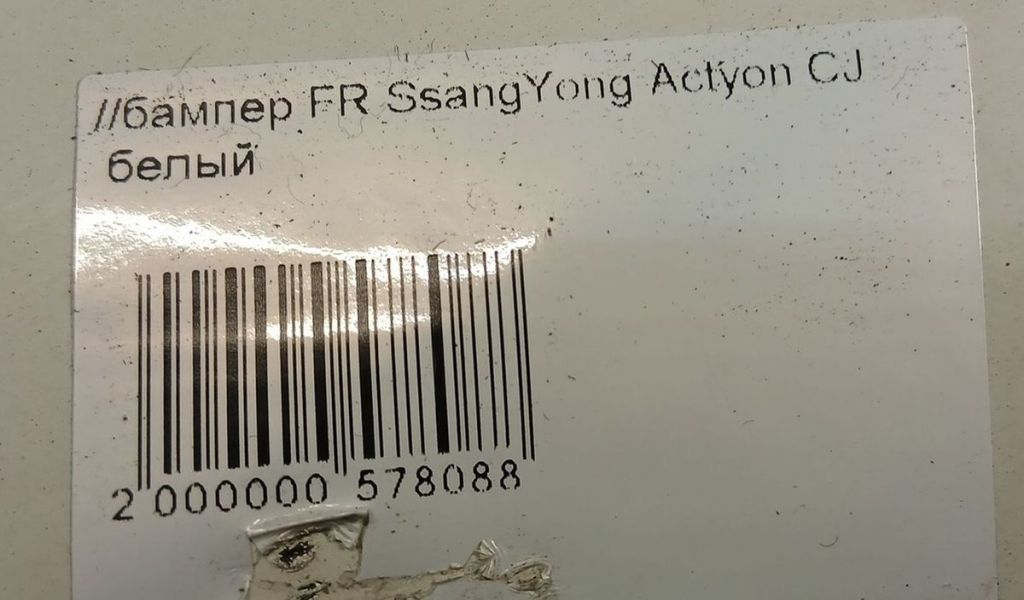 //бампер FR SsangYong Actyon CJ
белый
2 000000 578088